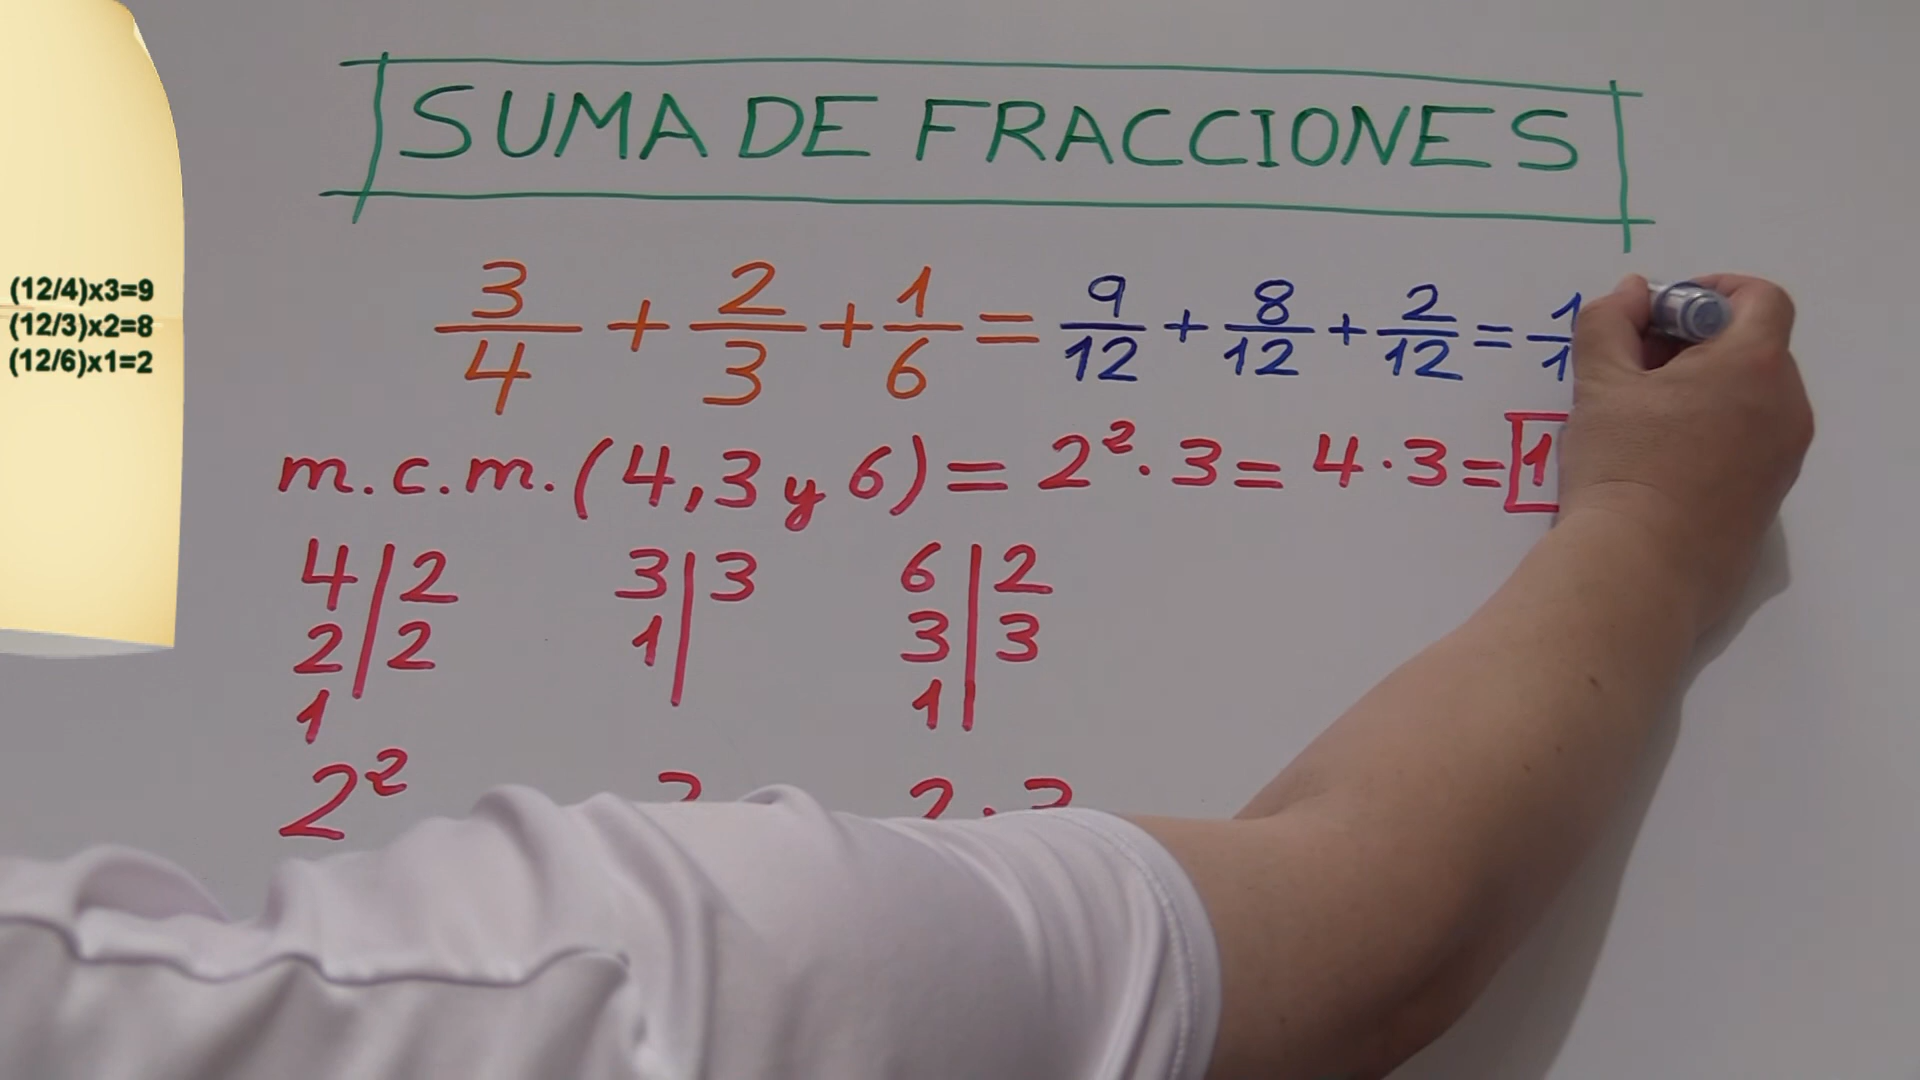 SUMA DE FRACCIONES
(12/4)x3=9
(12/3)x2=8
(12/6)x1=2
3/4 + 2/3 + 1/6 = 9/12 + 8/12 + 2/12 =
m.c.m. (4, 3 y 6) = 2² · 3 = 4 · 3 =
4 | 2 3 | 3 6 | 2
2 | 2 1 | 3 | 3
1 | 1 |
2²